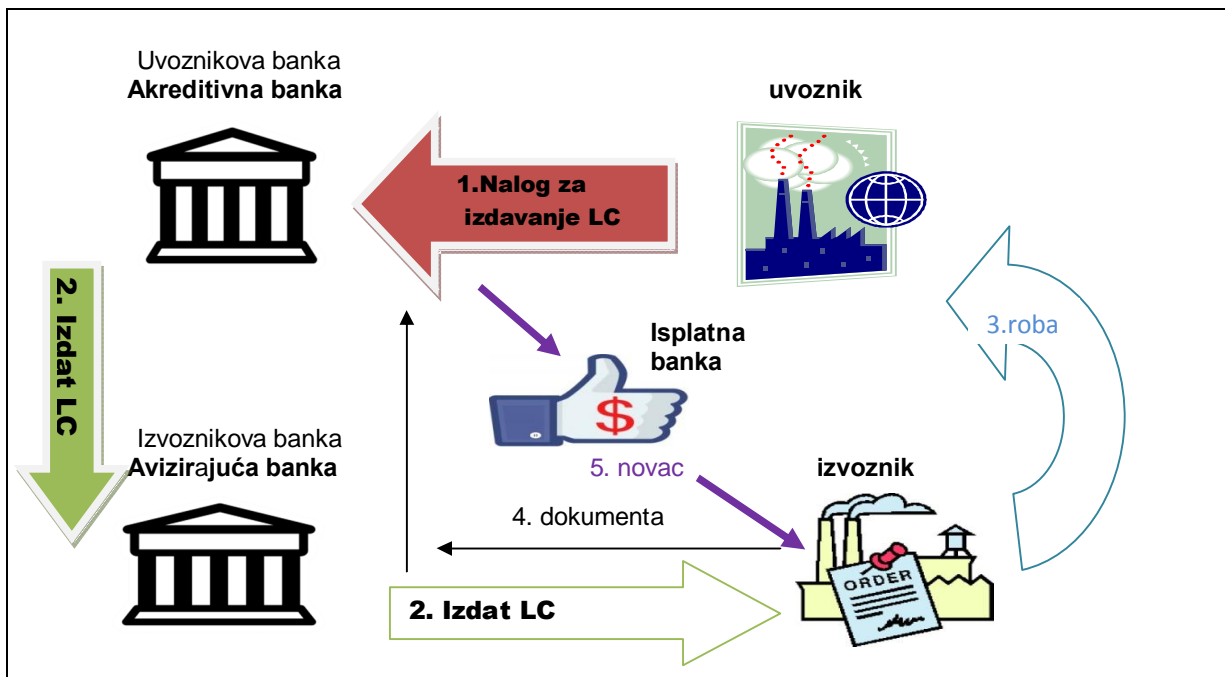 Uvoznikova banka
Akreditivna banka
uvoznik
1.Nalog za
izdavanje LC
2. Izdat LC
Isplatna
banka
3.roba
$
Izvoznikova banka
Avizirajuća banka
5. novac
izvoznik
4. dokumenta
ORDER
2. Izdat LC